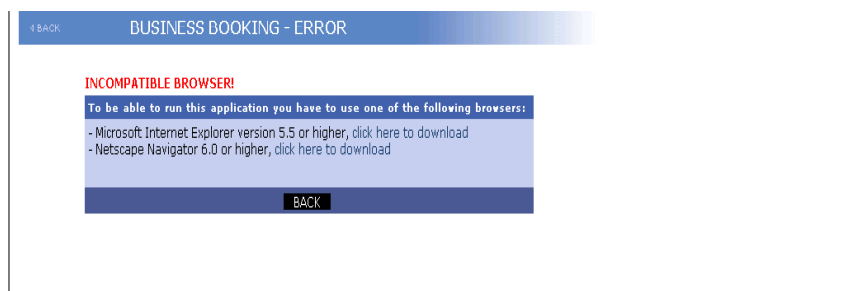 BACK
BUSINESS BOOKING - ERROR
INCOMPATIBLE BROWSER!
To be able to run this application you have to use one of the following browsers:
- Microsoft Internet Explorer version 5.5 or higher, click here to download
- Netscape Navigator 6.0 or higher, click here to download
BACK